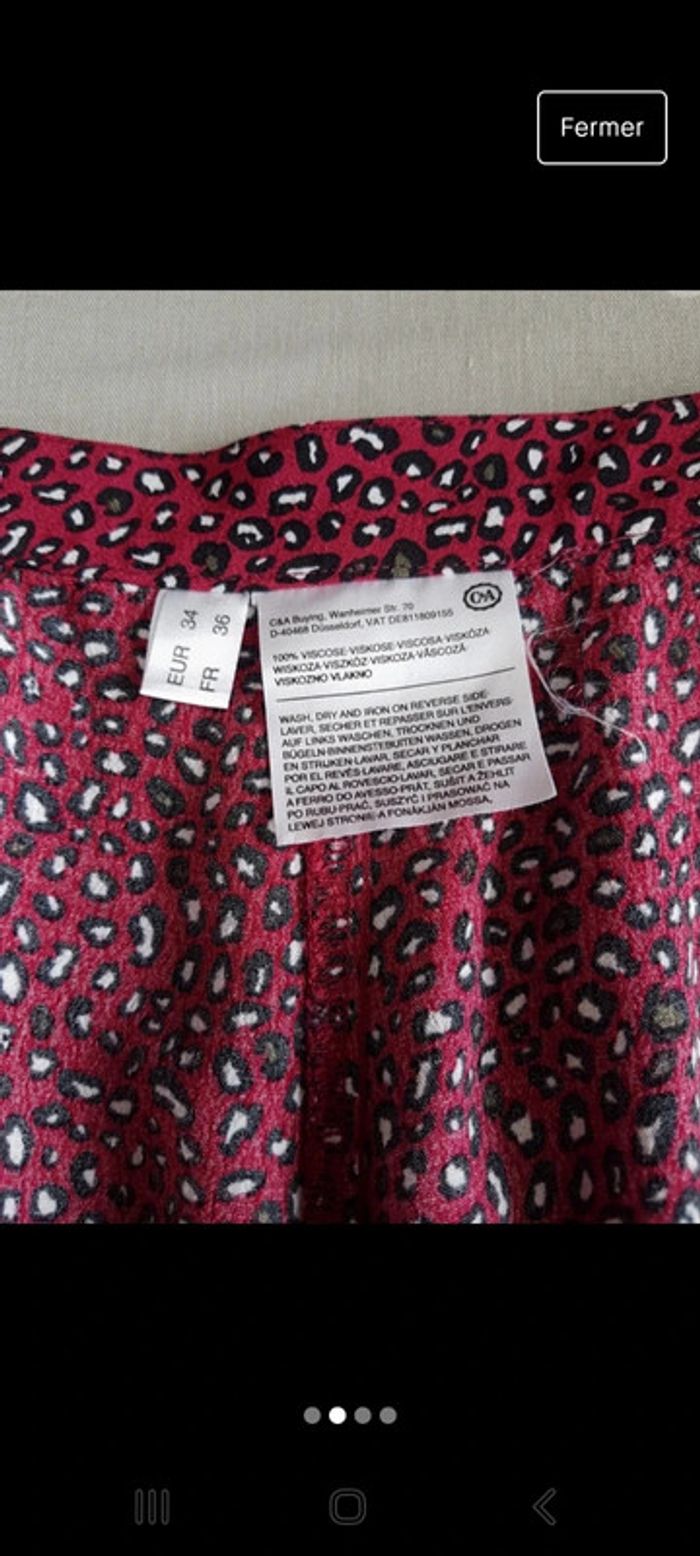 Fermer
EUR 34
FR 36
C&A
C&A Buying, Wanheimer Str. 70
D-40468 Düsseldorf, VAT DE811809155
100% VISCOSE·VISKOSE·VISCOSA·VISKÓZA·
WISKOZA·VISZKÓZ·VISKOZA·VÂSCOZĂ·
VISKOZNO VLAKNO
WASH, DRY AND IRON ON REVERSE SIDE·
LAVER, SECHER ET REPASSER SUR L'ENVERS·
AUF LINKS WASCHEN, TROCKNEN UND
BÜGELN·BINNENSTEBUITEN WASSEN, DROGEN
EN STRIJKEN·LAVAR, SECAR Y PLANCHAR
POR EL REVÉS·LAVARE, ASCIUGARE E STIRARE
IL CAPO AL ROVESCIO·LAVAR, SECAR E PASSAR
A FERRO DO AVESSO·PRÁT, SUŠIT A ŽEHLIT
PO RUBU·PRAĆ, SUSZYĆ I PRASOWAĆ NA
LEWEJ STRONIE·A FONÁKJÁN MOSSA,